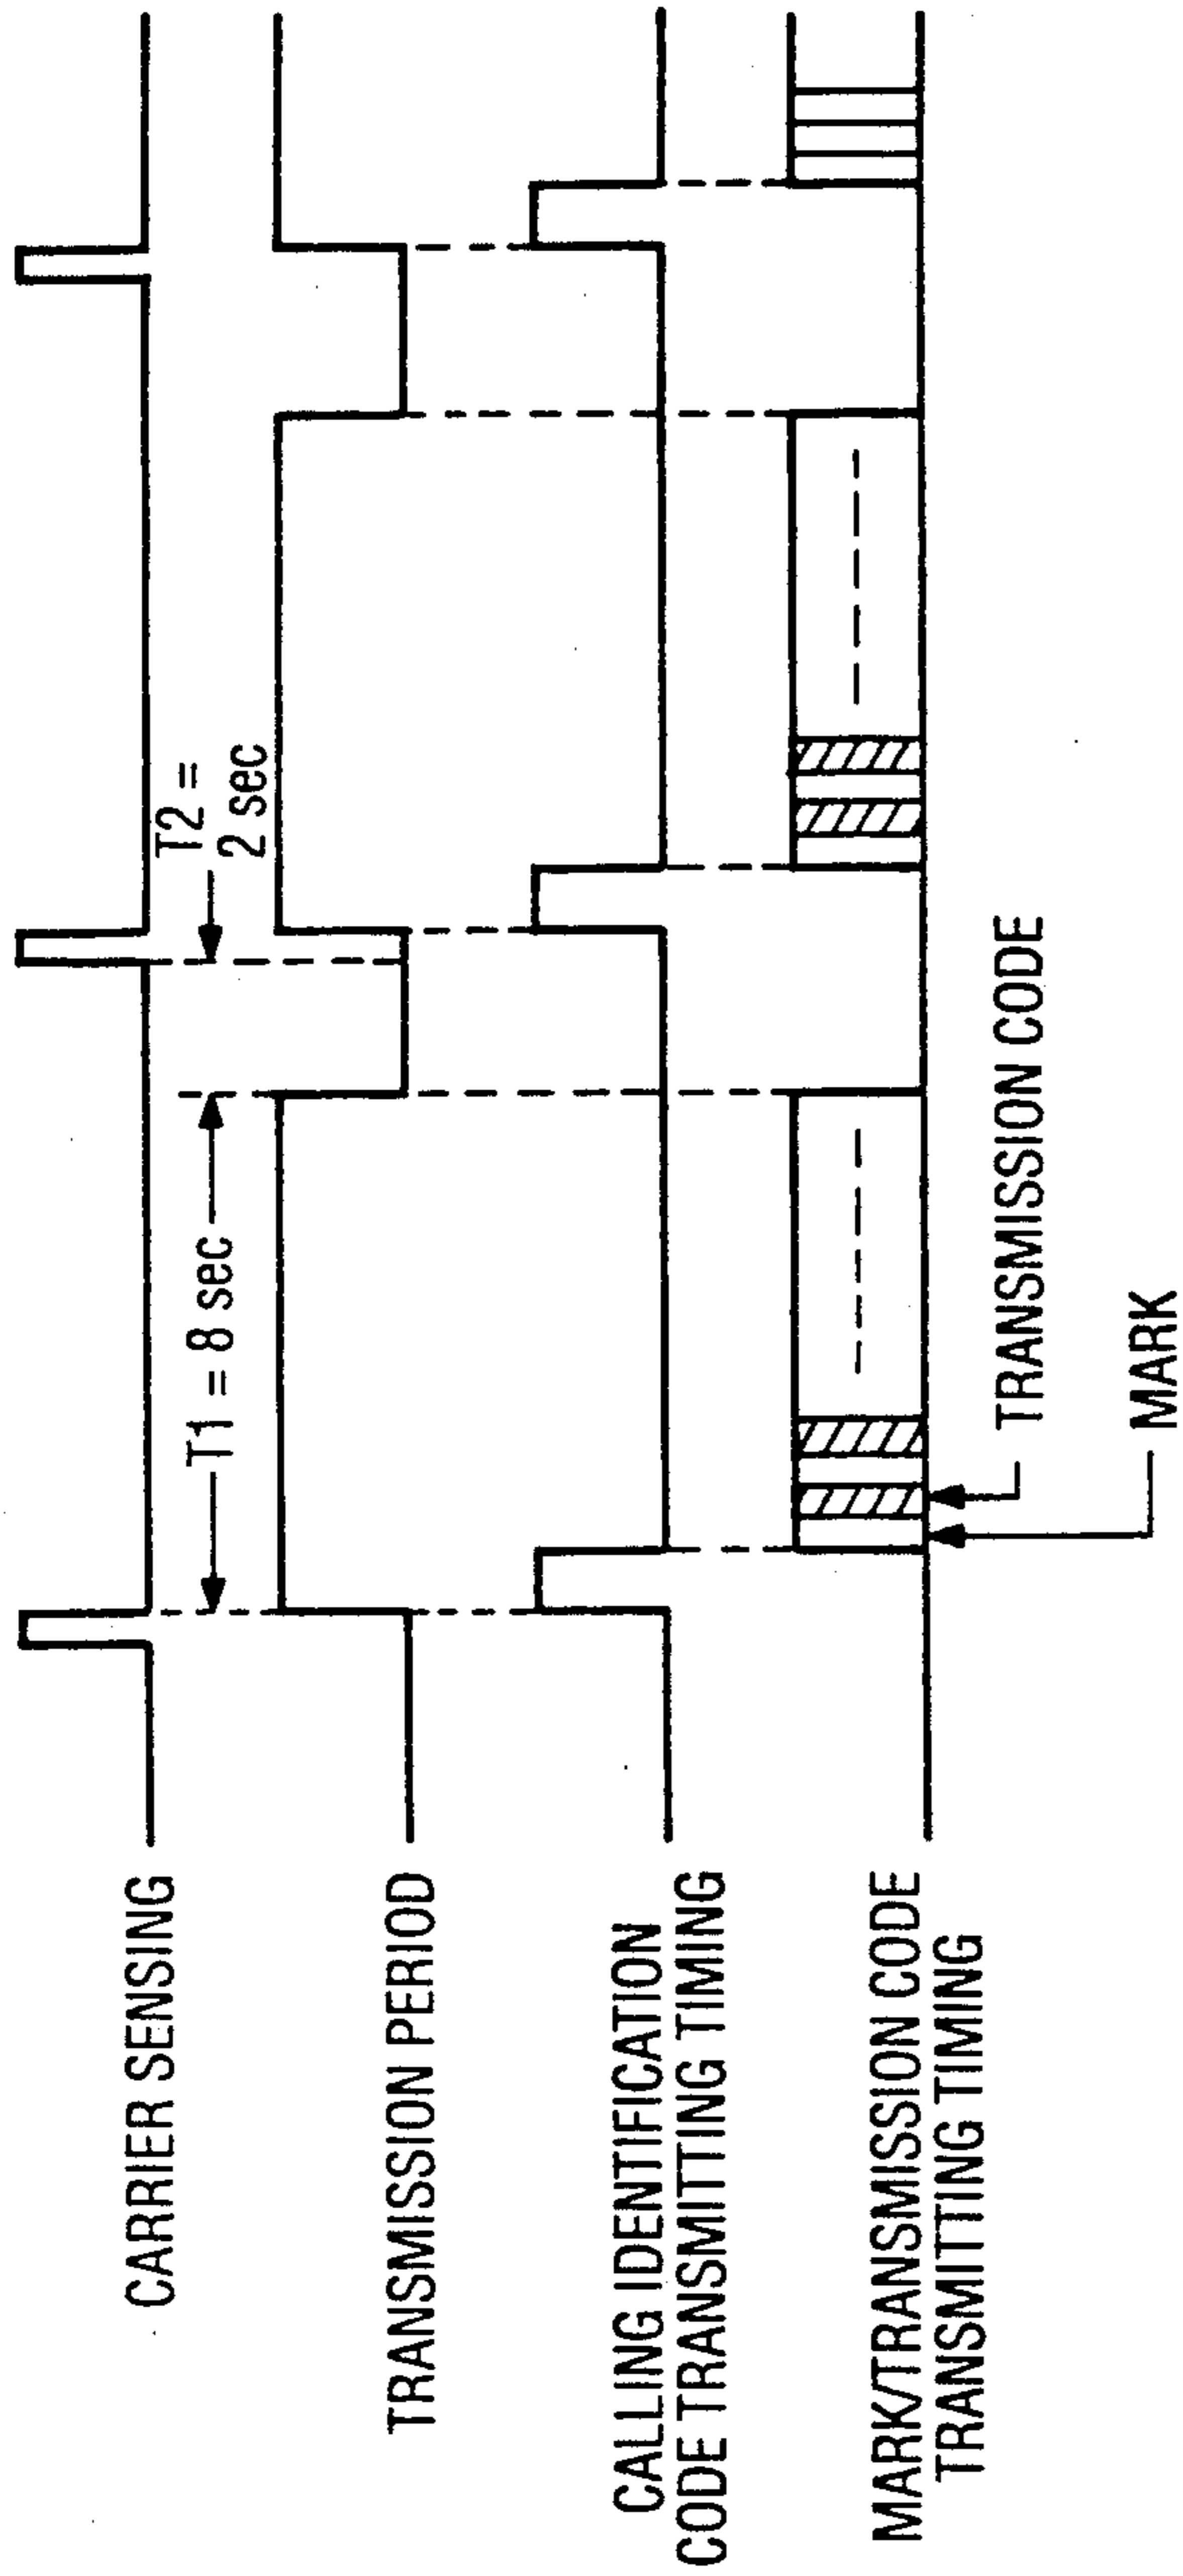 CARRIER SENSING
T1 = 8 sec
T2 =
2 sec
TRANSMISSION PERIOD
CALLING IDENTIFICATION
CODE TRANSMITTING TIMING
MARK/TRANSMISSION CODE
TRANSMITTING TIMING
TRANSMISSION CODE
MARK